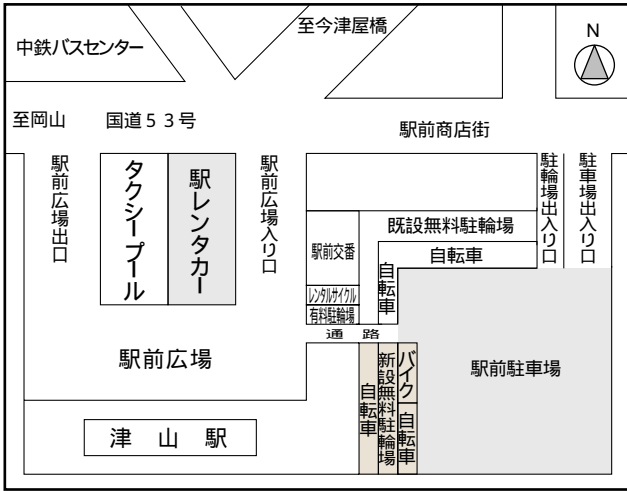 中鉄バスセンター
至今津屋橋
N
至岡山
国道５３号
駅前商店街
駅前広場出口
タクシープール
駅レンタカー
駅前広場入り口
駐輪場出入り口
駐車場出入り口
既設無料駐輪場
駅前交番
自転車
自転車
レンタルサイクル
有料駐輪場
通路
駅前広場
駅前駐車場
自転車
新設無料駐輪場
バイク
自転車
津山駅